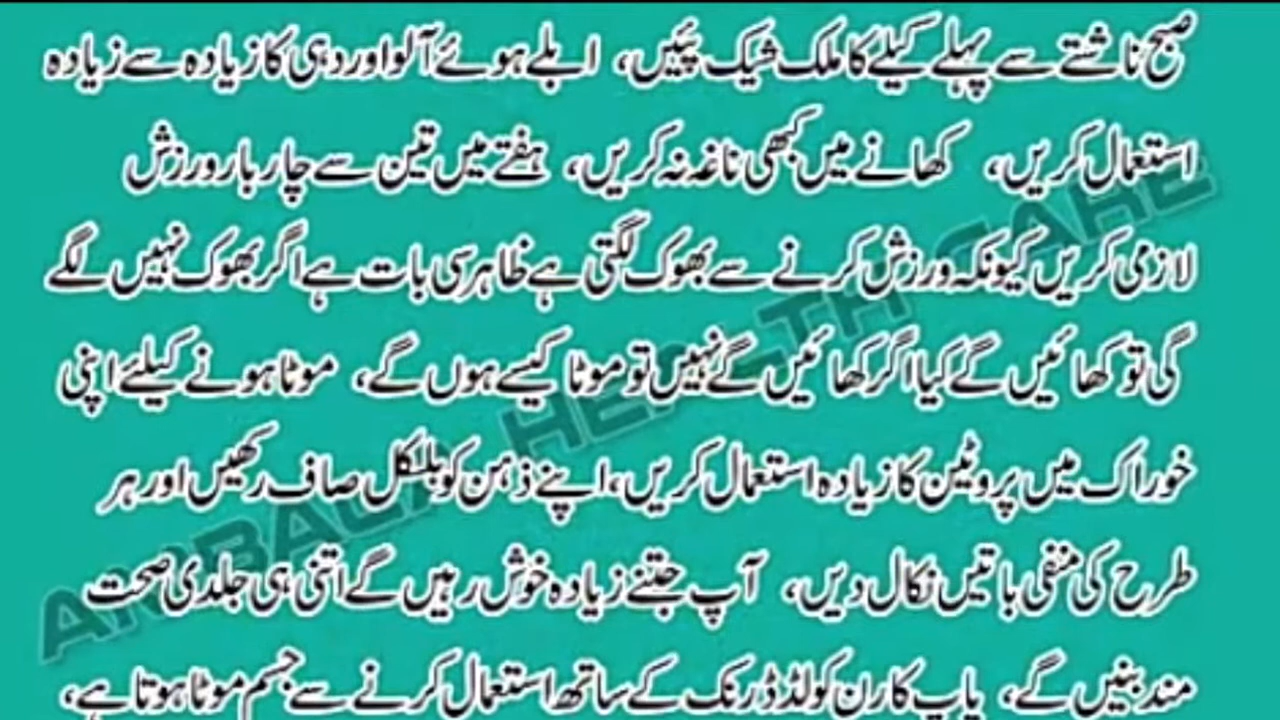 صبح ناشتے سے پہلے کیلے کا ملک شیک پئیں، ابلے ہوئے آلو اور دہی کا زیادہ سے زیادہ
استعمال کریں، کھانے میں کبھی ناغہ نہ کریں، ہفتے میں تین سے چار بار ورزش
لازمی کریں کیونکہ ورزش کرنے سے بھوک لگتی ہے ظاہر سی بات ہے اگر بھوک نہیں لگے
گی تو کھائیں گے کیا اگر کھائیں گے نہیں تو موٹا کیسے ہوں گے، موٹا ہونے کیلئے اپنی
خوراک میں پروٹین کا زیادہ استعمال کریں، اپنے ذہن کو بلکل صاف رکھیں اور ہر
طرح کی منفی باتیں نکال دیں، آپ جتنے زیادہ خوش رہیں گے اتنی ہی جلدی صحت
مند بنیں گے، پاپ کارن کولڈ ڈرنک کے ساتھ استعمال کرنے سے جسم موٹا ہوتا ہے،
HEALTH CARE